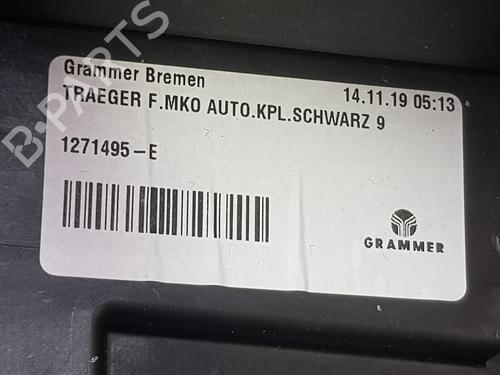 B-PARTS
Grammer Bremen
14.11.19 05:13
TRAEGER F.MKO AUTO.KPL.SCHWARZ 9
1271495-E
GRAMMER